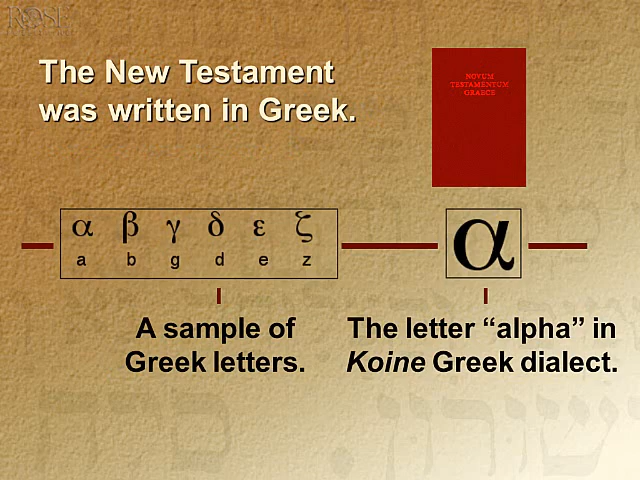 ROSE
The New Testament
was written in Greek.
NOVUM
TESTAMENTUM
GRAECE
α β γ δ ε ζ
a b g d e z
α
A sample of
Greek letters.
The letter “alpha” in
Koine Greek dialect.